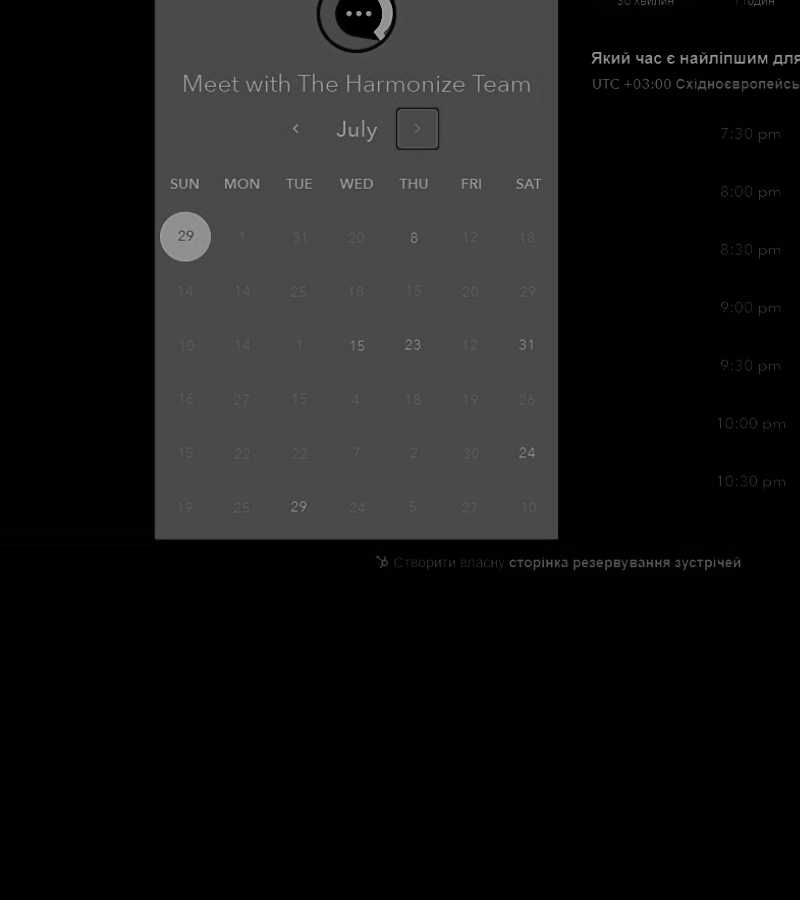 30 хвилин
1 годин
Meet with The Harmonize Team
‹ July ›
SUN MON TUE WED THU FRI SAT
29 1 31 20 8 12 18
14 14 25 18 15 20 29
10 14 1 15 23 12 31
16 27 15 4 18 19 26
15 22 22 7 2 30 24
19 25 29 24 5 27 10
Який час є найліпшим для
UTC +03:00 Східноєвропейсь
7:30 pm
8:00 pm
8:30 pm
9:00 pm
9:30 pm
10:00 pm
10:30 pm
Створити власну сторінка резервування зустрічей